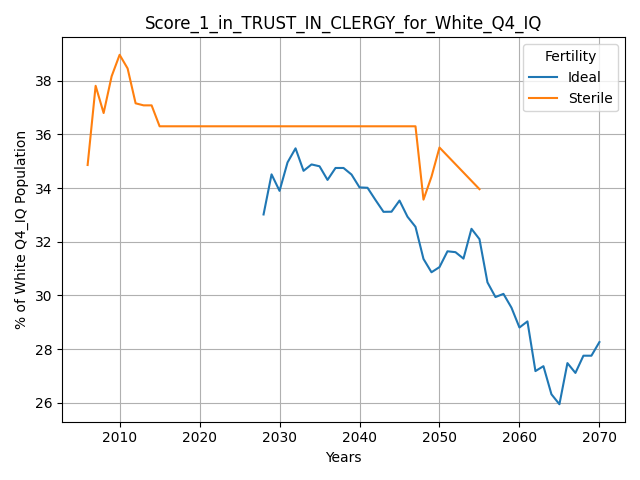 Score_1_in_TRUST_IN_CLERGY_for_White_Q4_IQ
Fertility
Ideal
Sterile
% of White Q4_IQ Population
38
36
34
32
30
28
26
2010 2020 2030 2040 2050 2060 2070
Years